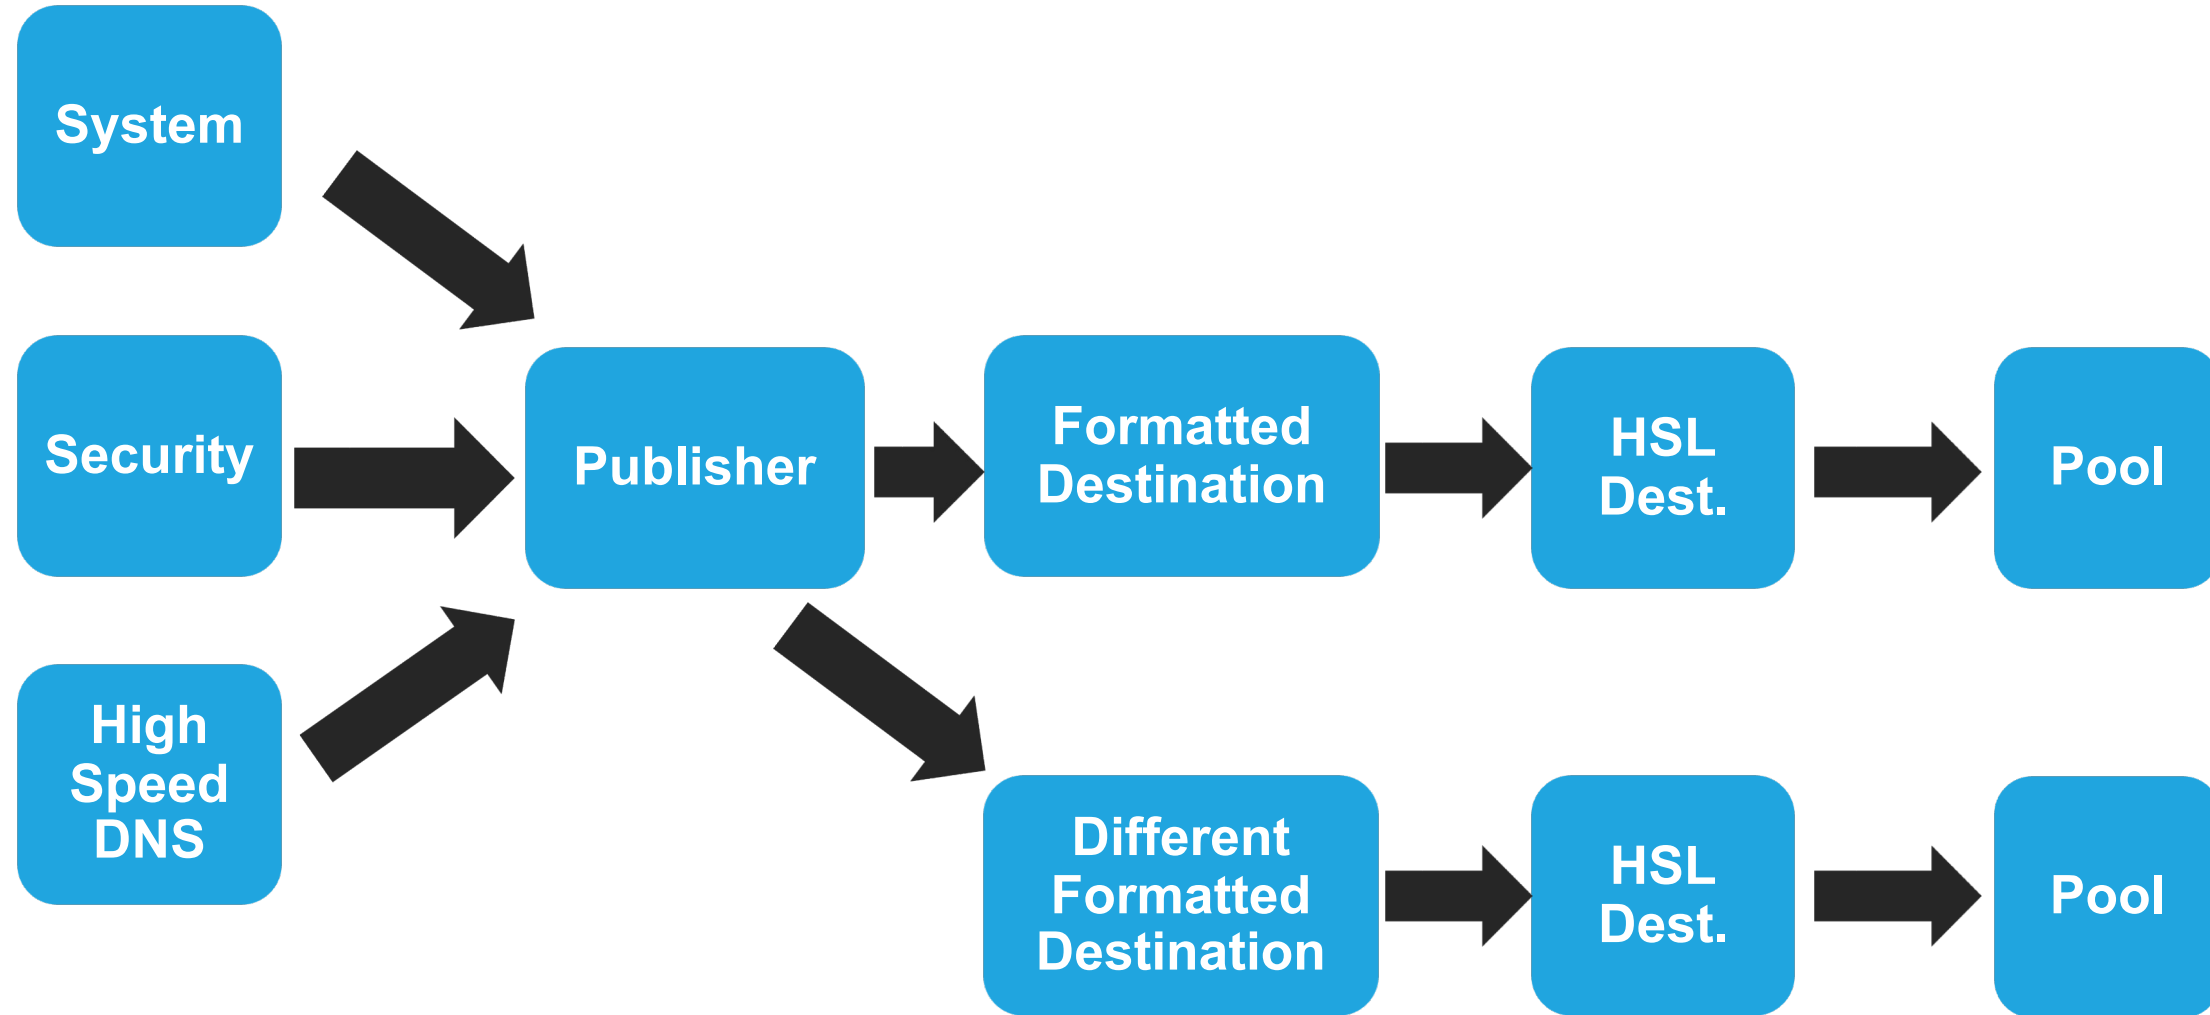 System
Security
High
Speed
DNS
Publisher
Formatted
Destination
HSL
Dest.
Pool
Different
Formatted
Destination
HSL
Dest.
Pool